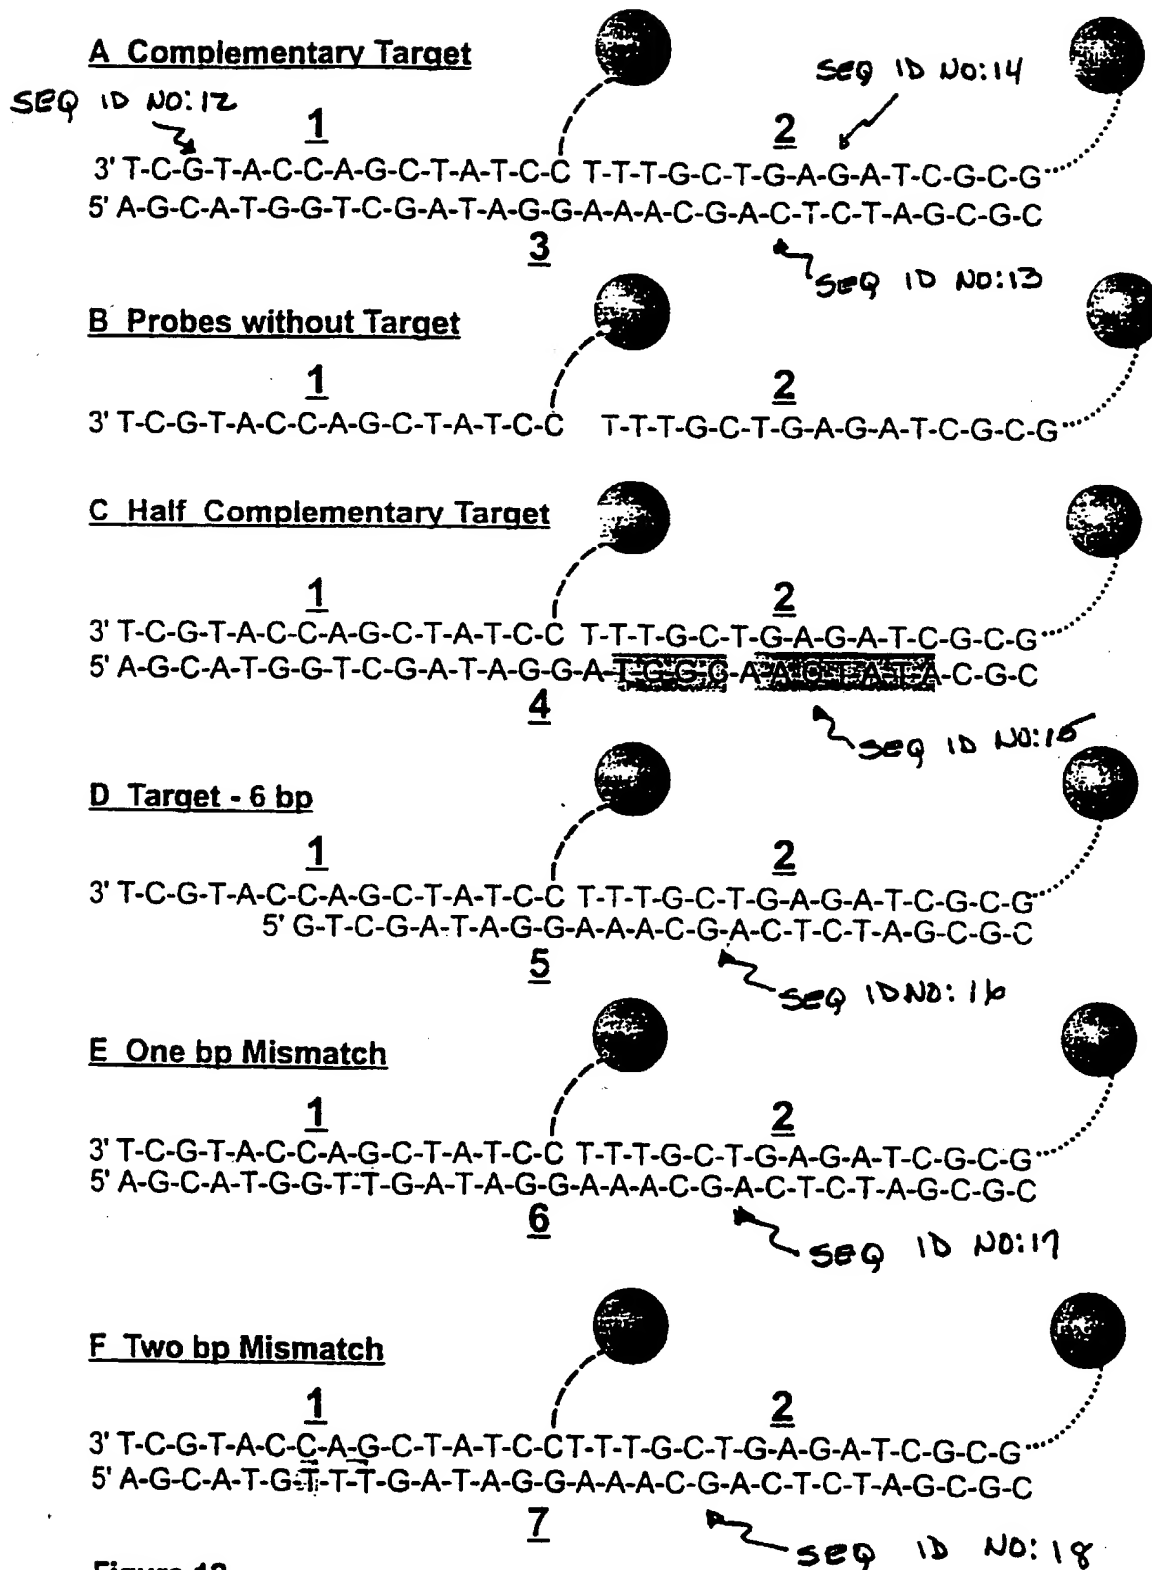 A Complementary Target
SEQ ID NO:12
SEQ ID NO:14
1
2
3' T-C-G-T-A-C-C-A-G-C-T-A-T-C-C T-T-T-G-C-T-G-A-G-A-T-C-G-C-G
5' A-G-C-A-T-G-G-T-C-G-A-T-A-G-G-A-A-A-C-G-A-C-T-C-T-A-G-C-G-C
3
SEQ ID NO:13
B Probes without Target
1
2
3' T-C-G-T-A-C-C-A-G-C-T-A-T-C-C T-T-T-G-C-T-G-A-G-A-T-C-G-C-G
C Half Complementary Target
1
2
3' T-C-G-T-A-C-C-A-G-C-T-A-T-C-C T-T-T-G-C-T-G-A-G-A-T-C-G-C-G
5' A-G-C-A-T-G-G-T-C-G-A-T-A-G-G-A-T-G-G-C-A-A-C-T-A-T-A-C-G-C
4
SEQ ID NO:15
D Target - 6 bp
1
2
3' T-C-G-T-A-C-C-A-G-C-T-A-T-C-C T-T-T-G-C-T-G-A-G-A-T-C-G-C-G
5' G-T-C-G-A-T-A-G-G-A-A-A-C-G-A-C-T-C-T-A-G-C-G-C
5
SEQ ID NO:16
E One bp Mismatch
1
2
3' T-C-G-T-A-C-C-A-G-C-T-A-T-C-C T-T-T-G-C-T-G-A-G-A-T-C-G-C-G
5' A-G-C-A-T-G-G-T-T-G-A-T-A-G-G-A-A-A-C-G-A-C-T-C-T-A-G-C-G-C
6
SEQ ID NO:17
F Two bp Mismatch
1
2
3' T-C-G-T-A-C-C-A-G-C-T-A-T-C-C-T-T-T-G-C-T-G-A-G-A-T-C-G-C-G
5' A-G-C-A-T-G-T-T-T-G-A-T-A-G-G-A-A-A-C-G-A-C-T-C-T-A-G-C-G-C
7
SEQ ID NO:18